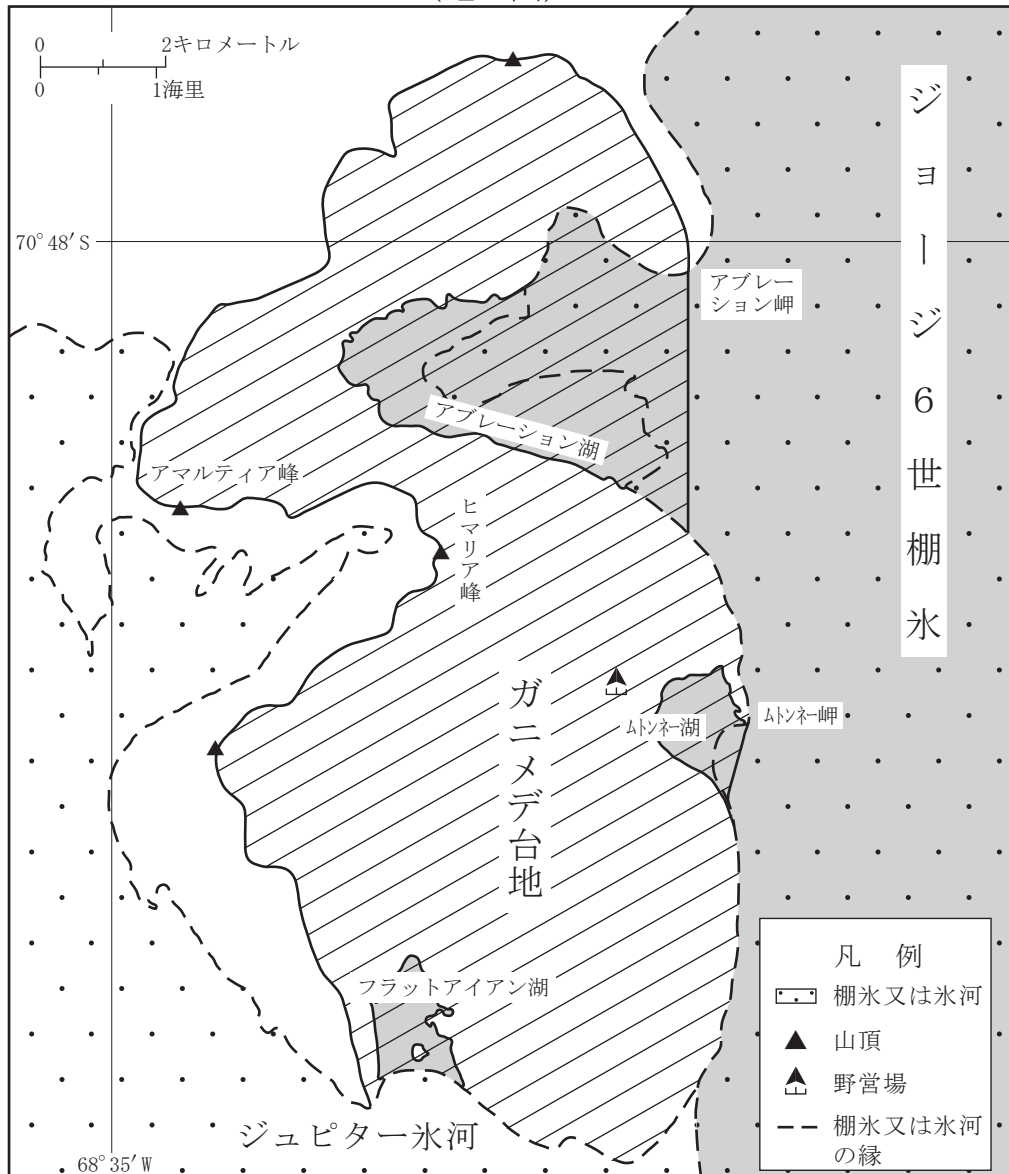 0 2キロメートル
0 1海里
70°48′S
アブレーション岬
アブレーション湖
アマルティア峰
ヒマリア峰
ジョージ6世棚氷
ガニメデ台地
ムトンネー湖
ムトンネー岬
フラットアイアン湖
ジュピター氷河
68°35′W
凡例
棚氷又は氷河
山頂
野営場
棚氷又は氷河
の縁